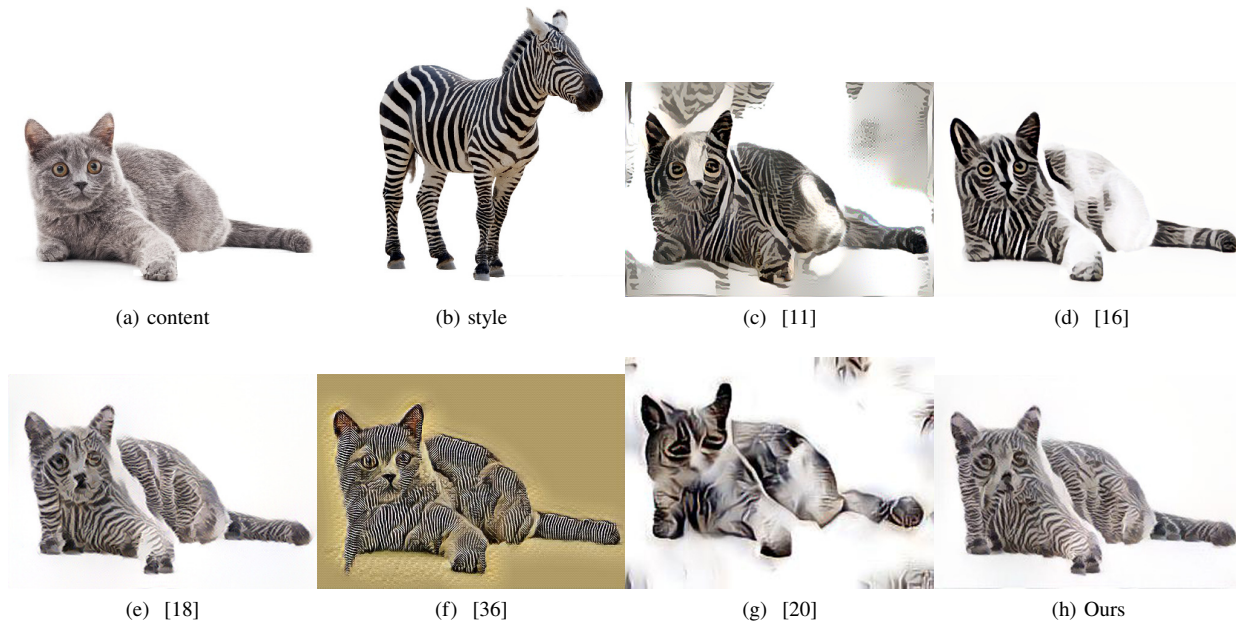 (a) content
(b) style
(c) [11]
(d) [16]
(e) [18]
(f) [36]
(g) [20]
(h) Ours